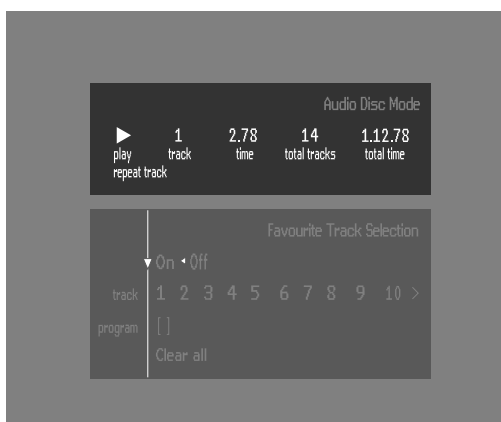 Audio Disc Mode
1 2.78 14 1.12.78
play track time total tracks total time
repeat track
Favourite Track Selection
On Off
track 1 2 3 4 5 6 7 8 9 10 >
program [ ]
Clear all